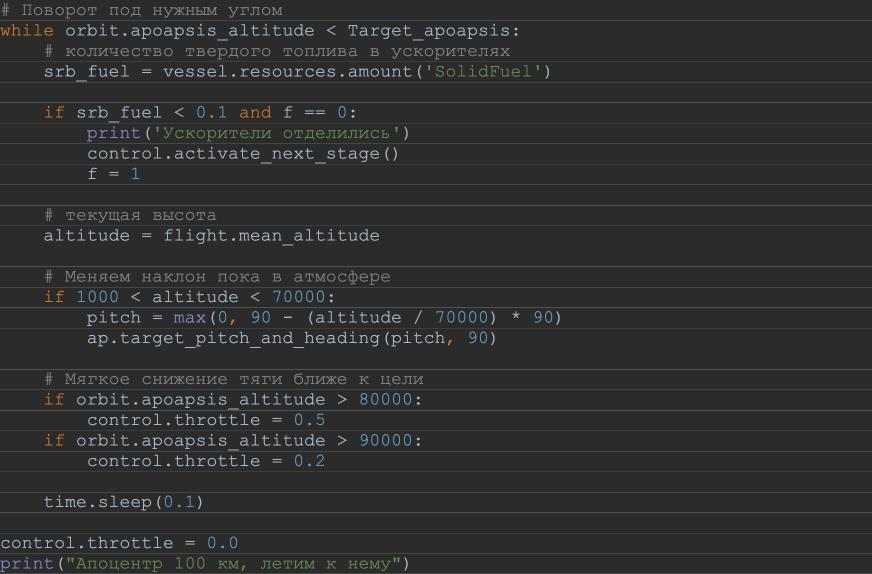 # Поворот под нужным углом
while orbit.apoapsis_altitude < Target_apoapsis:
    # количество твердого топлива в ускорителях
    srb_fuel = vessel.resources.amount('SolidFuel')

    if srb_fuel < 0.1 and f == 0:
        print('Ускорители отделились')
        control.activate_next_stage()
        f = 1

    # текущая высота
    altitude = flight.mean_altitude

    # Меняем наклон пока в атмосфере
    if 1000 < altitude < 70000:
        pitch = max(0, 90 - (altitude / 70000) * 90)
        ap.target_pitch_and_heading(pitch, 90)

    # Мягкое снижение тяги ближе к цели
    if orbit.apoapsis_altitude > 80000:
        control.throttle = 0.5
    if orbit.apoapsis_altitude > 90000:
        control.throttle = 0.2

    time.sleep(0.1)

control.throttle = 0.0
print("Апоцентр 100 км, летим к нему")